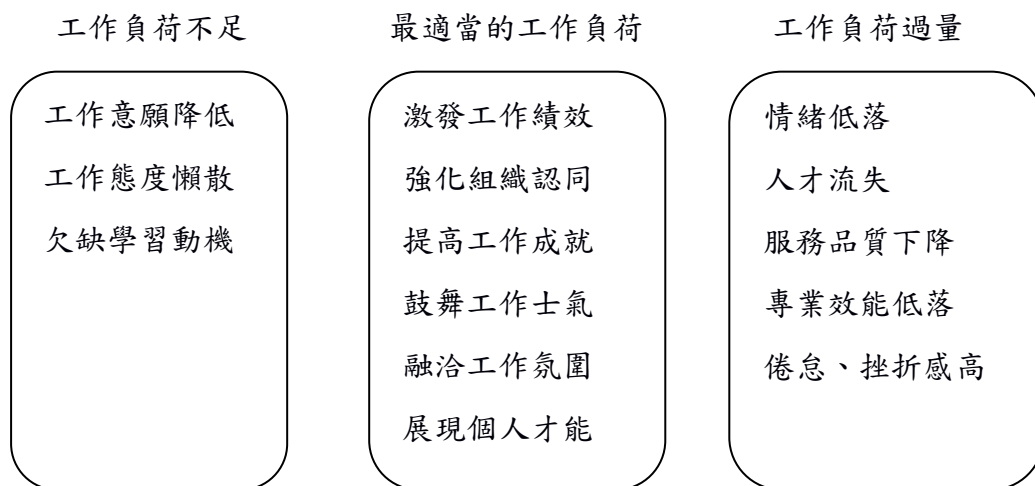 工作負荷不足
工作意願降低
工作態度懶散
欠缺學習動機
最適當的工作負荷
激發工作績效
強化組織認同
提高工作成就
鼓舞工作士氣
融洽工作氛圍
展現個人才能
工作負荷過量
情緒低落
人才流失
服務品質下降
專業效能低落
倦怠、挫折感高